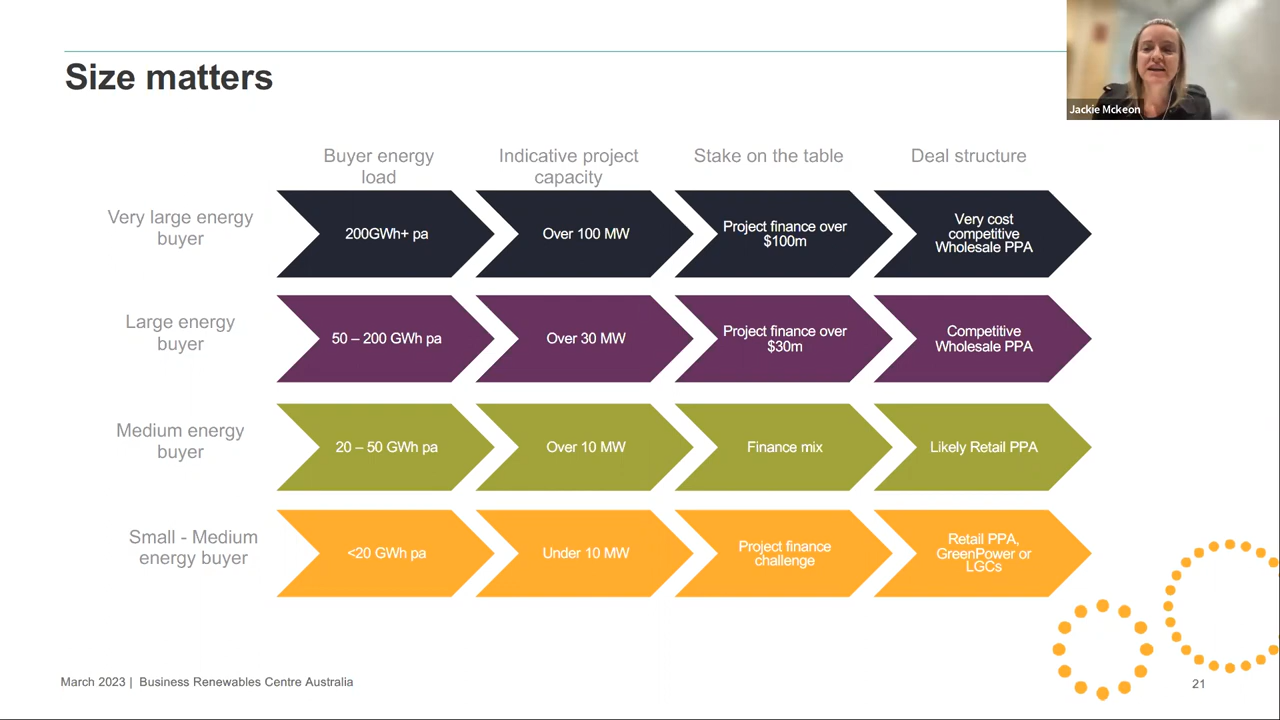 Size matters
Jackie Mckeon
Buyer energy
load
Indicative project
capacity
Stake on the table
Deal structure
Very large energy
buyer
200GWh+ pa
Over 100 MW
Project finance over
$100m
Very cost
competitive
Wholesale PPA
Large energy
buyer
50 – 200 GWh pa
Over 30 MW
Project finance over
$30m
Competitive
Wholesale PPA
Medium energy
buyer
20 – 50 GWh pa
Over 10 MW
Finance mix
Likely Retail PPA
Small - Medium
energy buyer
<20 GWh pa
Under 10 MW
Project finance
challenge
Retail PPA,
GreenPower or
LGCs
March 2023 | Business Renewables Centre Australia
21